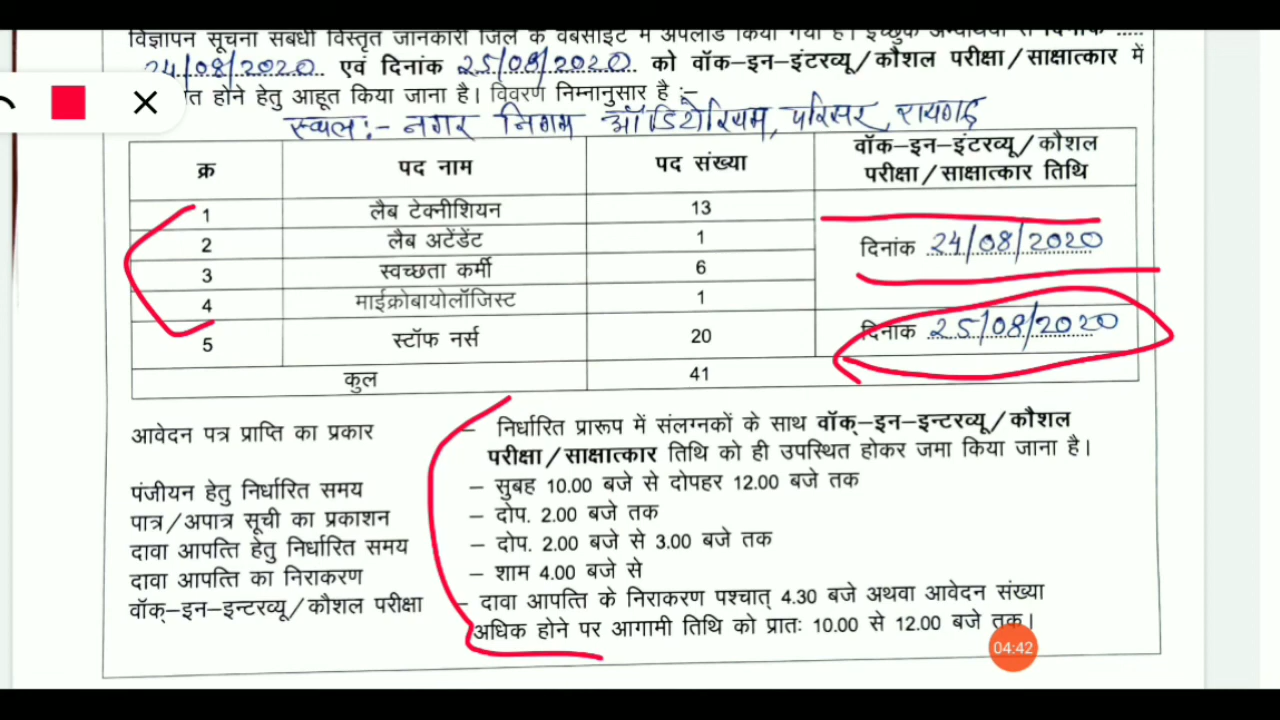 विज्ञापन सूचना संबंधी विस्तृत जानकारी जिले के वेबसाइट में अपलोड किया गया है। इच्छुक अभ्यर्थियों से दिनांक .....
24/08/2020 एवं दिनांक 25/08/2020 को वॉक-इन-इंटरव्यू/कौशल परीक्षा/साक्षात्कार में
त होने हेतु आहूत किया जाना है। विवरण निम्नानुसार है :-
स्थल:- नगर निगम ऑडिटोरियम, परिसर, रायगढ़
क्र पद नाम पद संख्या वॉक-इन-इंटरव्यू/कौशल
परीक्षा/साक्षात्कार तिथि
1 लैब टेक्नीशियन 13
2 लैब अटेंडेंट 1 दिनांक 24/08/2020
3 स्वच्छता कर्मी 6
4 माईक्रोबायोलॉजिस्ट 1
5 स्टॉफ नर्स 20 दिनांक 25/08/2020
कुल 41
आवेदन पत्र प्राप्ति का प्रकार – निर्धारित प्रारूप में संलग्नकों के साथ वॉक्-इन-इन्टरव्यू/कौशल
परीक्षा/साक्षात्कार तिथि को ही उपस्थित होकर जमा किया जाना है।
पंजीयन हेतु निर्धारित समय – सुबह 10.00 बजे से दोपहर 12.00 बजे तक
पात्र/अपात्र सूची का प्रकाशन – दोप. 2.00 बजे तक
दावा आपत्ति हेतु निर्धारित समय – दोप. 2.00 बजे से 3.00 बजे तक
दावा आपत्ति का निराकरण – शाम 4.00 बजे से
वॉक्-इन-इन्टरव्यू/कौशल परीक्षा – दावा आपत्ति के निराकरण पश्चात् 4.30 बजे अथवा आवेदन संख्या
अधिक होने पर आगामी तिथि को प्रातः 10.00 से 12.00 बजे तक।
04:42